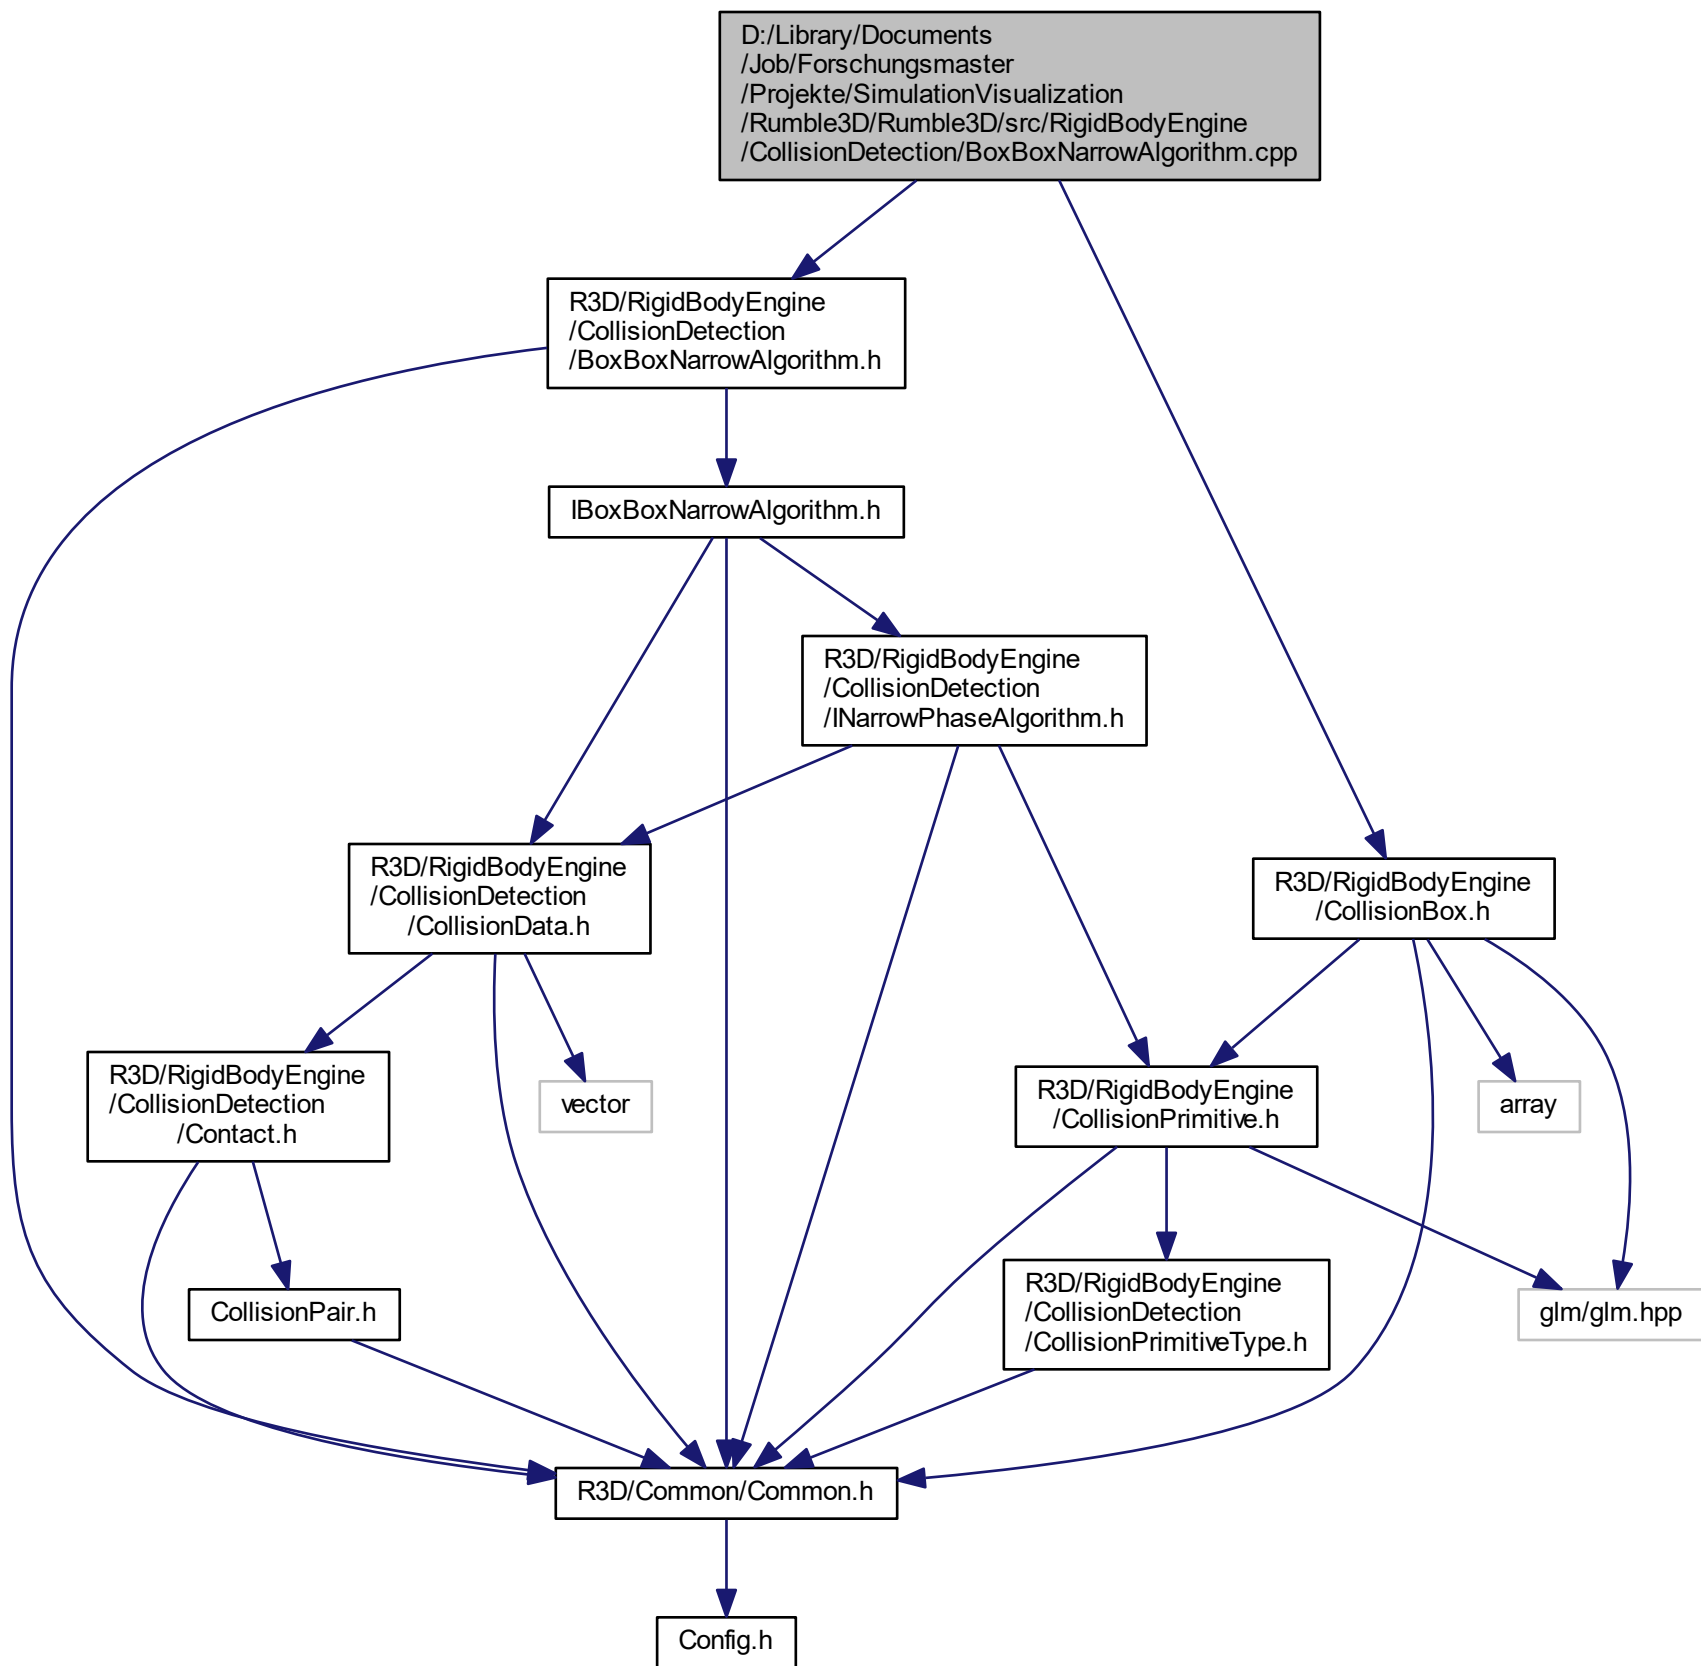 D:/Library/Documents
/Job/Forschungsmaster
/Projekte/SimulationVisualization
/Rumble3D/Rumble3D/src/RigidBodyEngine
/CollisionDetection/BoxBoxNarrowAlgorithm.cpp
R3D/RigidBodyEngine
/CollisionDetection
/BoxBoxNarrowAlgorithm.h
IBoxBoxNarrowAlgorithm.h
R3D/RigidBodyEngine
/CollisionDetection
/INarrowPhaseAlgorithm.h
R3D/RigidBodyEngine
/CollisionDetection
/CollisionData.h
R3D/RigidBodyEngine
/CollisionBox.h
R3D/RigidBodyEngine
/CollisionDetection
/Contact.h
vector
R3D/RigidBodyEngine
/CollisionPrimitive.h
array
CollisionPair.h
R3D/RigidBodyEngine
/CollisionDetection
/CollisionPrimitiveType.h
glm/glm.hpp
R3D/Common/Common.h
Config.h